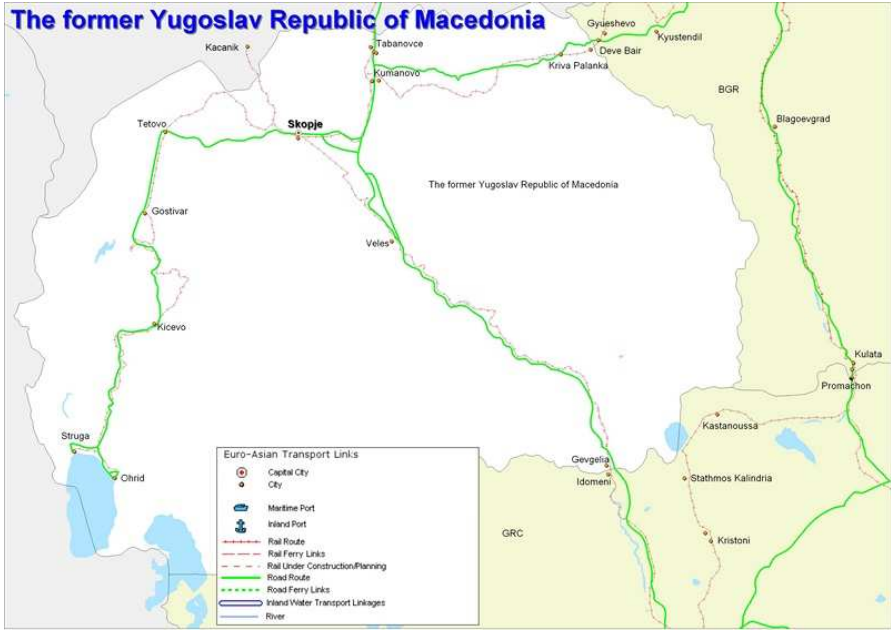 The former Yugoslav Republic of Macedonia
Gyueshevo
Kyustendil
Kacanik
Tabanovce
Deve Bair
Kriva Palanka
Kumanovo
BGR
Tetovo
Skopje
Blagoevgrad
The former Yugoslav Republic of Macedonia
Gostivar
Veles
Kicevo
Kulata
Promachon
Kastanoussa
Struga
Ohrid
Gevgelia
Idomeni
Stathmos Kalindria
GRC
Kristoni
Euro-Asian Transport Links
Capital City
City
Maritime Port
Inland Port
Rail Route
Rail Ferry Links
Rail Under Construction/Planning
Road Route
Road Ferry Links
Inland Water Transport Linkages
River